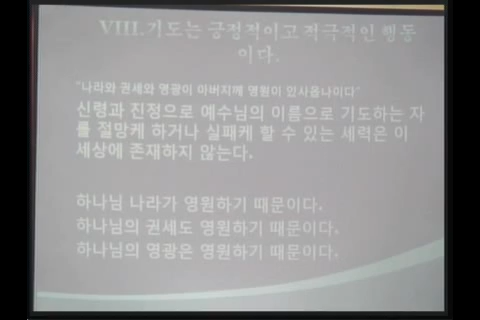 VIII.기도는 긍정적이고 적극적인 행동
이다.
"나라와 권세와 영광이 아버지께 영원이 인사옵나이다"
신령과 진정으로 예수님의 이름으로 기도하는 자
를 절망케 하거나 실패케 할 수 있는 세력은 이
세상에 존재하지 않는다.
하나님 나라가 영원하기 때문이다.
하나님의 권세도 영원하기 때문이다.
하나님의 영광은 영원하기 때문이다.